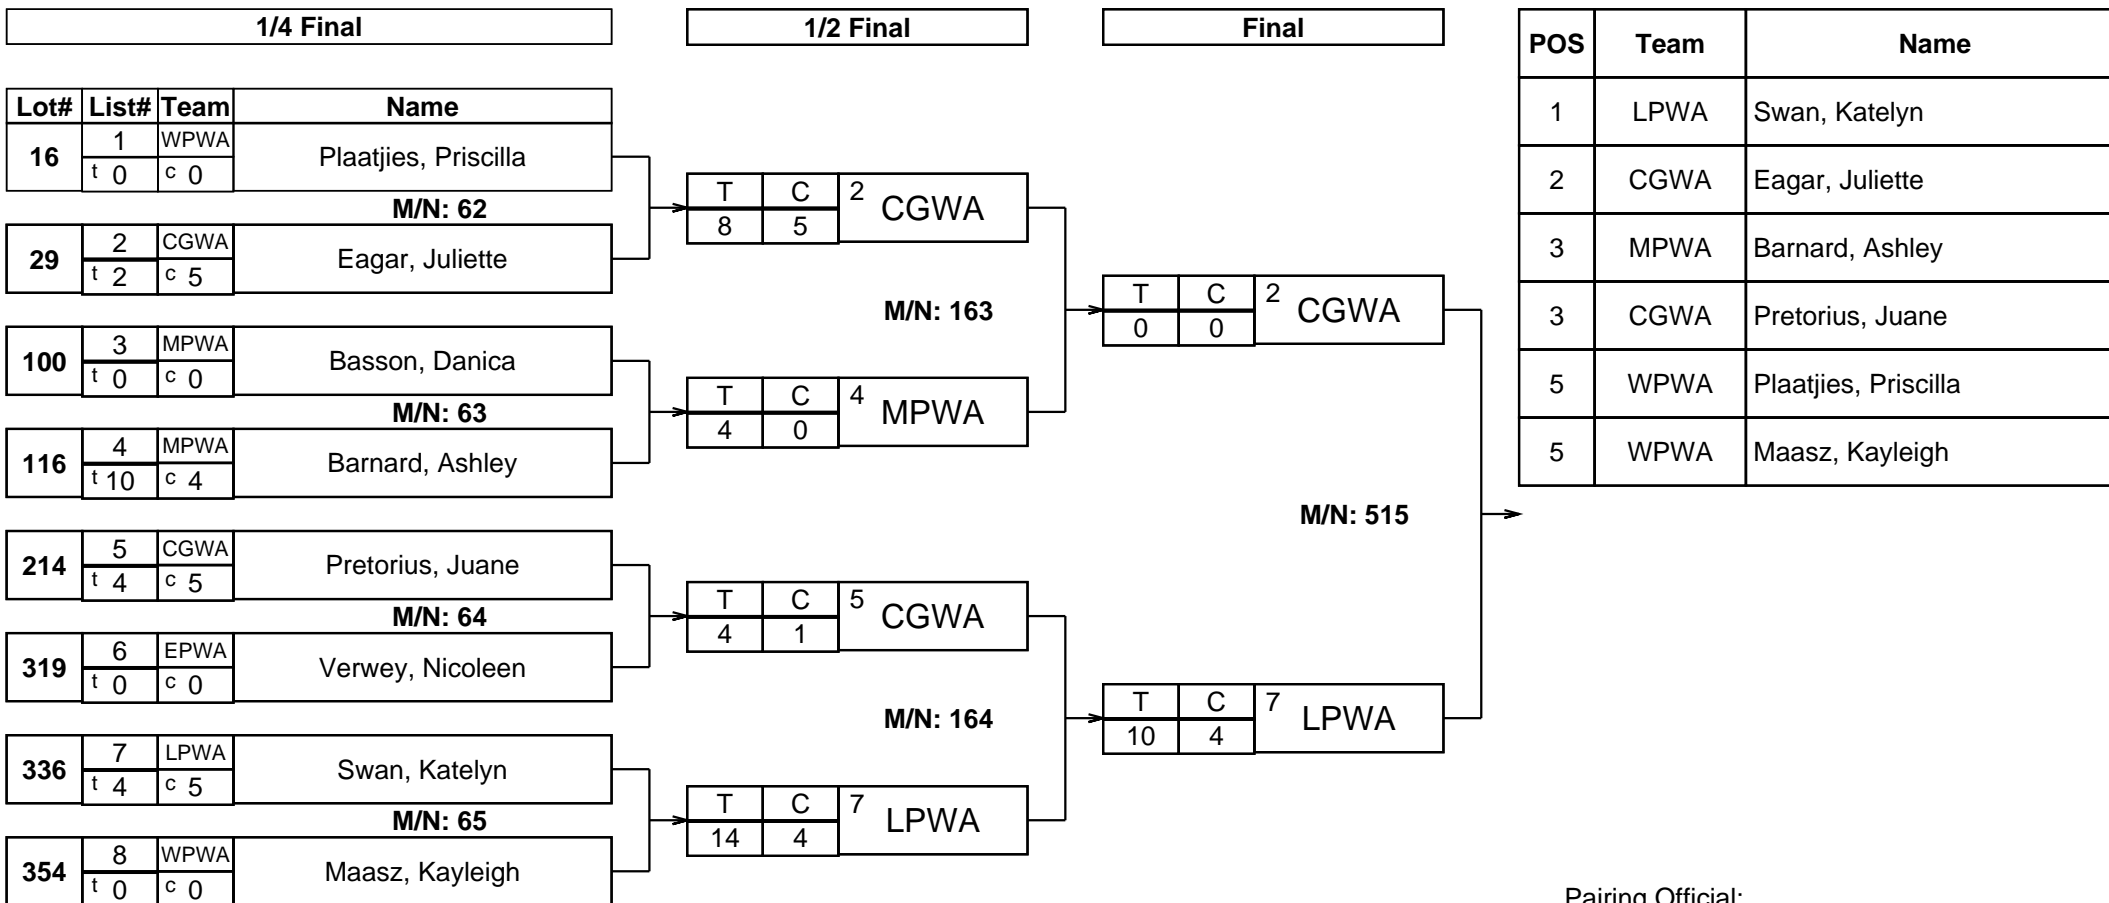 1/4 Final 1/2 Final Final
POS Team Name
1 LPWA Swan, Katelyn
2 CGWA Eagar, Juliette
3 MPWA Barnard, Ashley
3 CGWA Pretorius, Juane
5 WPWA Plaatjies, Priscilla
5 WPWA Maasz, Kayleigh
Lot# List# Team Name
16 1 WPWA Plaatjies, Priscilla
t 0 c 0
M/N: 62
29 2 CGWA Eagar, Juliette
t 2 c 5
100 3 MPWA Basson, Danica
t 0 c 0
M/N: 63
116 4 MPWA Barnard, Ashley
t 10 c 4
214 5 CGWA Pretorius, Juane
t 4 c 5
M/N: 64
319 6 EPWA Verwey, Nicoleen
t 0 c 0
336 7 LPWA Swan, Katelyn
t 4 c 5
M/N: 65
354 8 WPWA Maasz, Kayleigh
t 0 c 0
T C 2 CGWA
8 5
M/N: 163
T C 4 MPWA
4 0
T C 5 CGWA
4 1
M/N: 164
T C 7 LPWA
14 4
T C 2 CGWA
0 0
M/N: 515
T C 7 LPWA
10 4
Pairing Official: